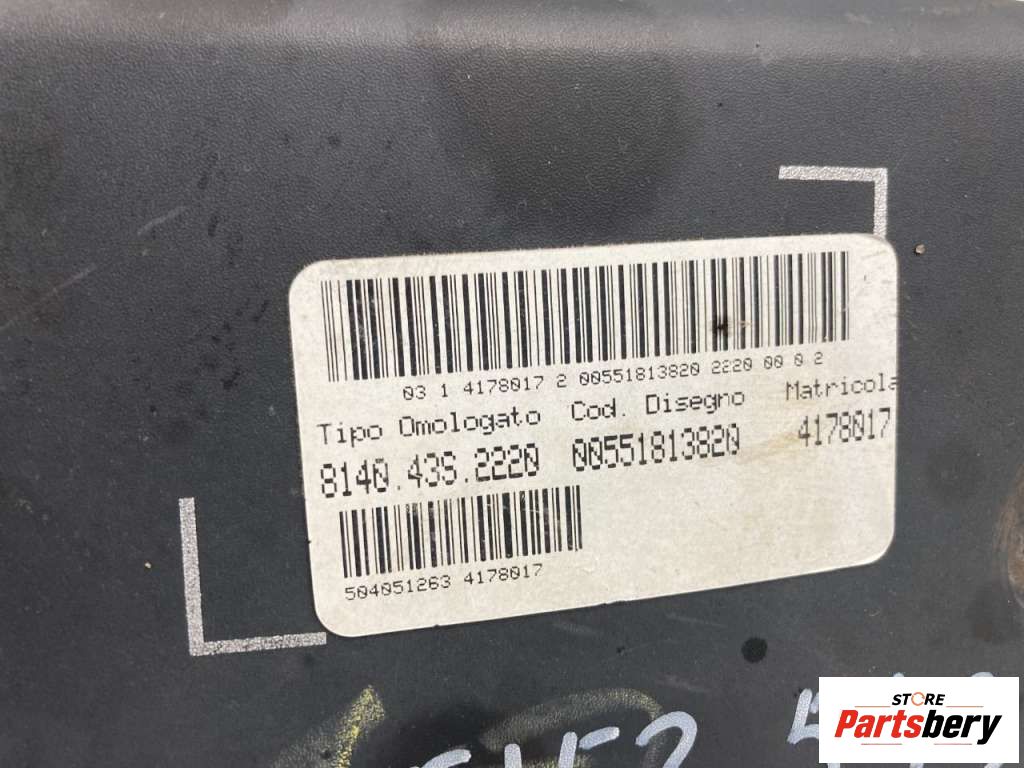 03 1 4178017 2 00551813820 2220 00 0 2
Tipo Omologato Cod. Disegno Matricola
8140.43S.2220 00551813820 4178017
504051263 4178017
STORE
Partsbery